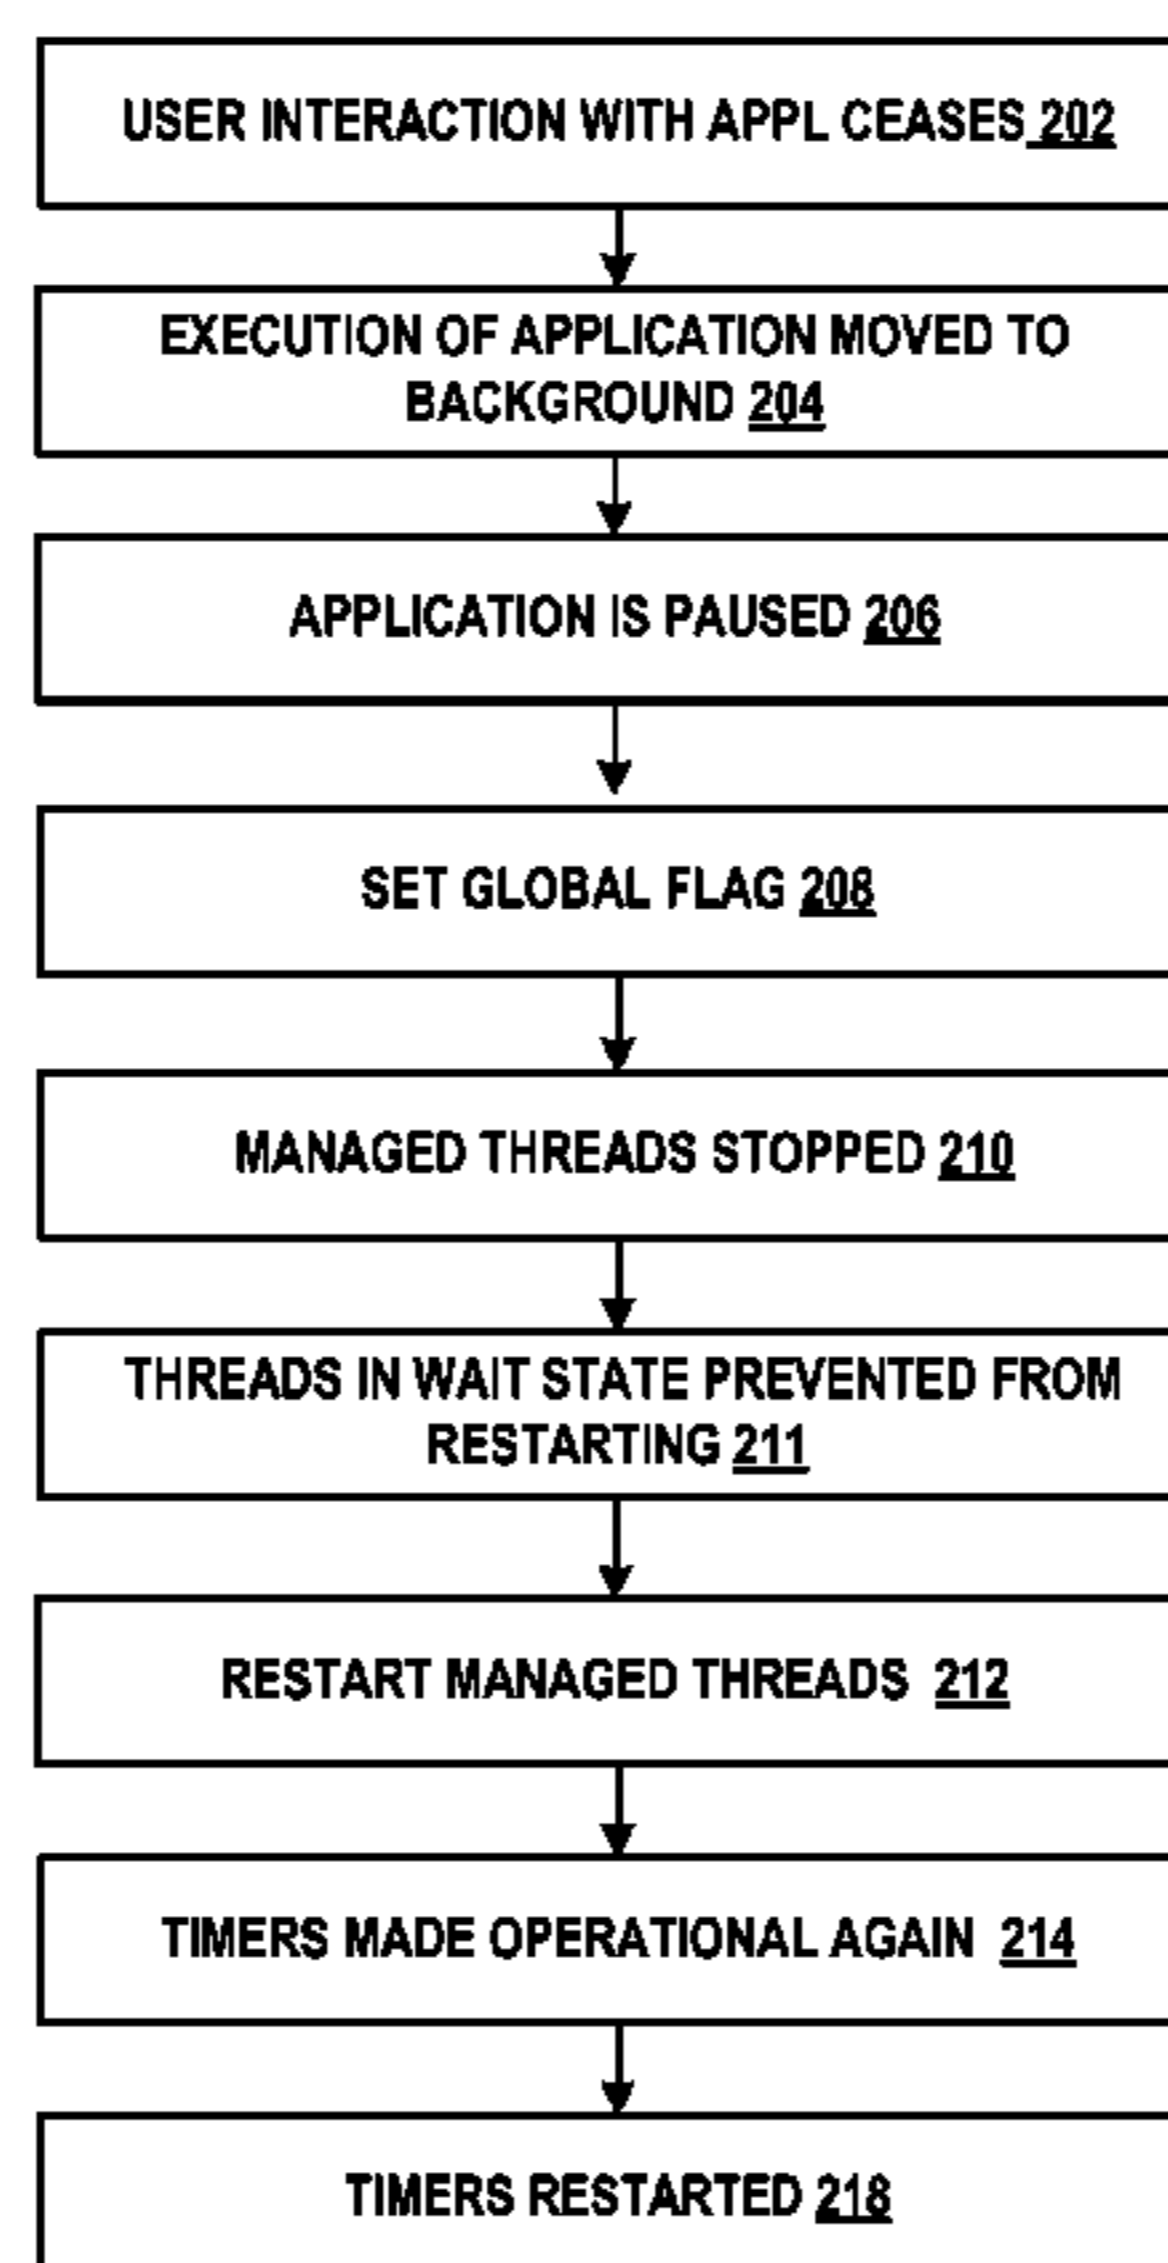 USER INTERACTION WITH APPL CEASES 202
EXECUTION OF APPLICATION MOVED TO
BACKGROUND 204
APPLICATION IS PAUSED 206
SET GLOBAL FLAG 208
MANAGED THREADS STOPPED 210
THREADS IN WAIT STATE PREVENTED FROM
RESTARTING 211
RESTART MANAGED THREADS 212
TIMERS MADE OPERATIONAL AGAIN 214
TIMERS RESTARTED 218